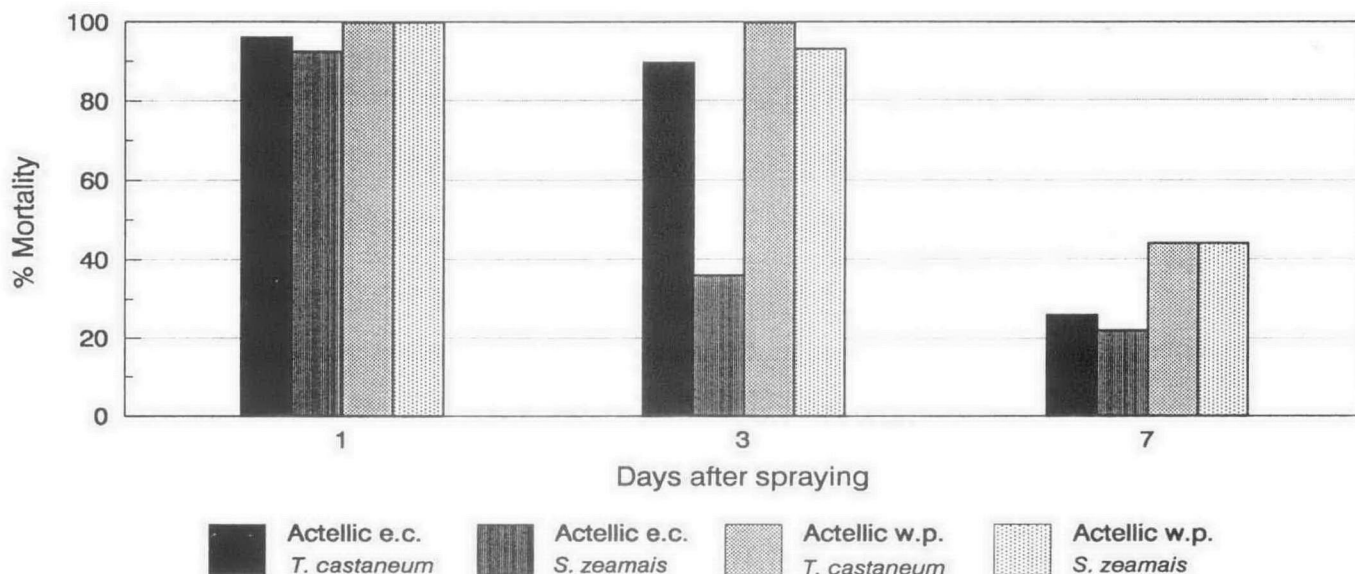 100
80
60
40
20
0
% Mortality
1 3 7
Days after spraying
Actellic e.c. Actellic e.c. Actellic w.p. Actellic w.p.
T. castaneum S. zeamais T. castaneum S. zeamais